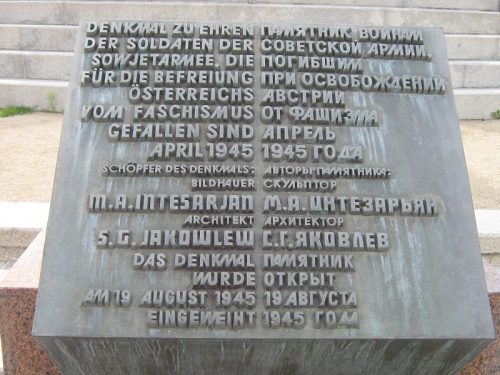 DENKMAL ZU EHREN ПАМЯТНИК ВОИНАМ
DER SOLDATEN DER СОВЕТСКОЙ АРМИИ,
SOWJETARMEE, DIE ПОГИБШИМ
FÜR DIE BEFREIUNG ПРИ ОСВОБОЖДЕНИИ
ÖSTERREICHS АВСТРИИ
VOM FASCHISMUS ОТ ФАШИЗМА
GEFALLEN SIND АПРЕЛЬ
APRIL 1945 1945 ГОДА
SCHÖPFER DES DENKMALS: АВТОРЫ ПАМЯТНИКА:
BILDHAUER СКУЛЬПТОР
M.A. INTESARJAN М.А. ИНТЕЗАРЬЯН
ARCHITEKT АРХИТЕКТОР
S.G. JAKOWLEW С.Г. ЯКОВЛЕВ
DAS DENKMAL ПАМЯТНИК
WURDE ОТКРЫТ
AM 19 AUGUST 1945 19 АВГУСТА
EINGEWEIHT 1945 ГОДА